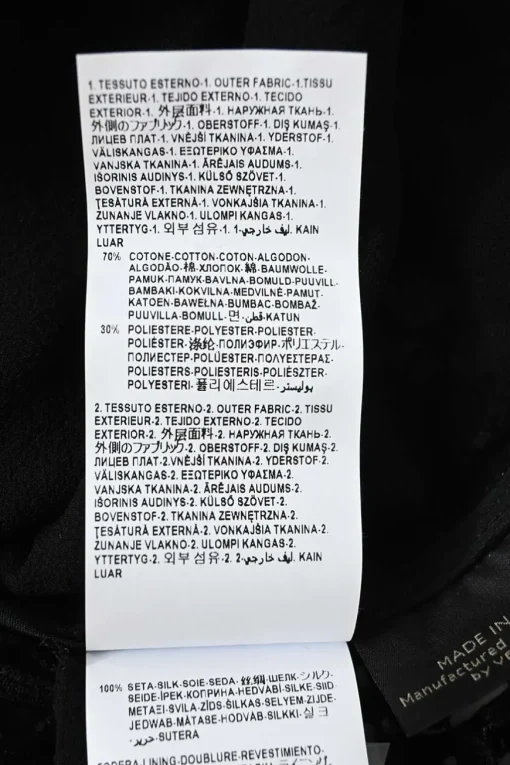 1. TESSUTO ESTERNO-1. OUTER FABRIC-1.TISSU
EXTERIEUR-1. TEJIDO EXTERNO-1. TECIDO
EXTERIOR-1. 外层面料-1. НАРУЖНАЯ ТКАНЬ-1.
外側のファブリック-1. OBERSTOFF-1. DIŞ KUMAŞ-1.
ЛИЦЕВ ПЛАТ-1. VNĚJŠÍ TKANINA-1. YDERSTOF-1.
VÄLISKANGAS-1. ΕΞΩΤΕΡΙΚΟ ΥΦΑΣΜΑ-1.
VANJSKA TKANINA-1. ĀRĒJAIS AUDUMS-1.
IŠORINIS AUDINYS-1. KÜLSŐ SZÖVET-1.
BOVENSTOF-1. TKANINA ZEWNĘTRZNA-1.
ŢESĂTURĂ EXTERNĂ-1. VONKAJŠIA TKANINA-1.
ZUNANJE VLAKNO-1. ULOMPI KANGAS-1.
YTTERTYG-1. 외부 섬유-1. 1-ليف خارجي. KAIN
LUAR
70% COTONE-COTTON-COTON-ALGODON-
ALGODÃO-棉-ХЛОПОК-綿-BAUMWOLLE-
PAMUK-ПАМУК-BAVLNA-BOMULD-PUUVILL-
BAMBAKI-KOKVILNA-MEDVILNĖ-PAMUT-
KATOEN-BAWEŁNA-BUMBAC-BOMBAŽ-
PUUVILLA-BOMULL-면-قطن-KATUN
30% POLIESTERE-POLYESTER-POLIESTER-
POLIÉSTER-涤纶-ПОЛИЭФИР-ポリエステル-
ПОЛИЕСТЕР-POLÜESTER-ΠΟΛΥΕΣΤΕΡΑΣ-
POLIESTERS-POLIESTERIS-POLIÉSZTER-
POLYESTERI-폴리에스테르-بوليستر
2. TESSUTO ESTERNO-2. OUTER FABRIC-2. TISSU
EXTERIEUR-2. TEJIDO EXTERNO-2. TECIDO
EXTERIOR-2. 外层面料-2. НАРУЖНАЯ ТКАНЬ-2.
外側のファブリック-2. OBERSTOFF-2. DIŞ KUMAŞ-2.
ЛИЦЕВ ПЛАТ-2.VNĚJŠÍ TKANINA-2. YDERSTOF-2.
VÄLISKANGAS-2. ΕΞΩΤΕΡΙΚΟ ΥΦΑΣΜΑ-2.
VANJSKA TKANINA-2. ĀRĒJAIS AUDUMS-2.
IŠORINIS AUDINYS-2. KÜLSŐ SZÖVET-2.
BOVENSTOF-2. TKANINA ZEWNĘTRZNA-2.
ŢESĂTURĂ EXTERNĂ-2. VONKAJŠIA TKANINA-2.
ZUNANJE VLAKNO-2. ULOMPI KANGAS-2.
YTTERTYG-2. 외부 섬유-2. 2-ليف خارجي. KAIN
LUAR
100% SETA-SILK-SOIE-SEDA-丝绸-ШЕЛК-シルク-
SEIDE-İPEK-КОПРИНА-HEDVÁBÍ-SILKE-SIID
ΜΕΤΑΞΙ-SVILA-ZĪDS-ŠILKAS-SELYEM-ZIJDE-
JEDWAB-MĂTASE-HODVÁB-SILKKI-실크
-حرير-SUTERA
FODERA-LINING-DOUBLURE-REVESTIMIENTO-
MADE IN
Manufactured
by